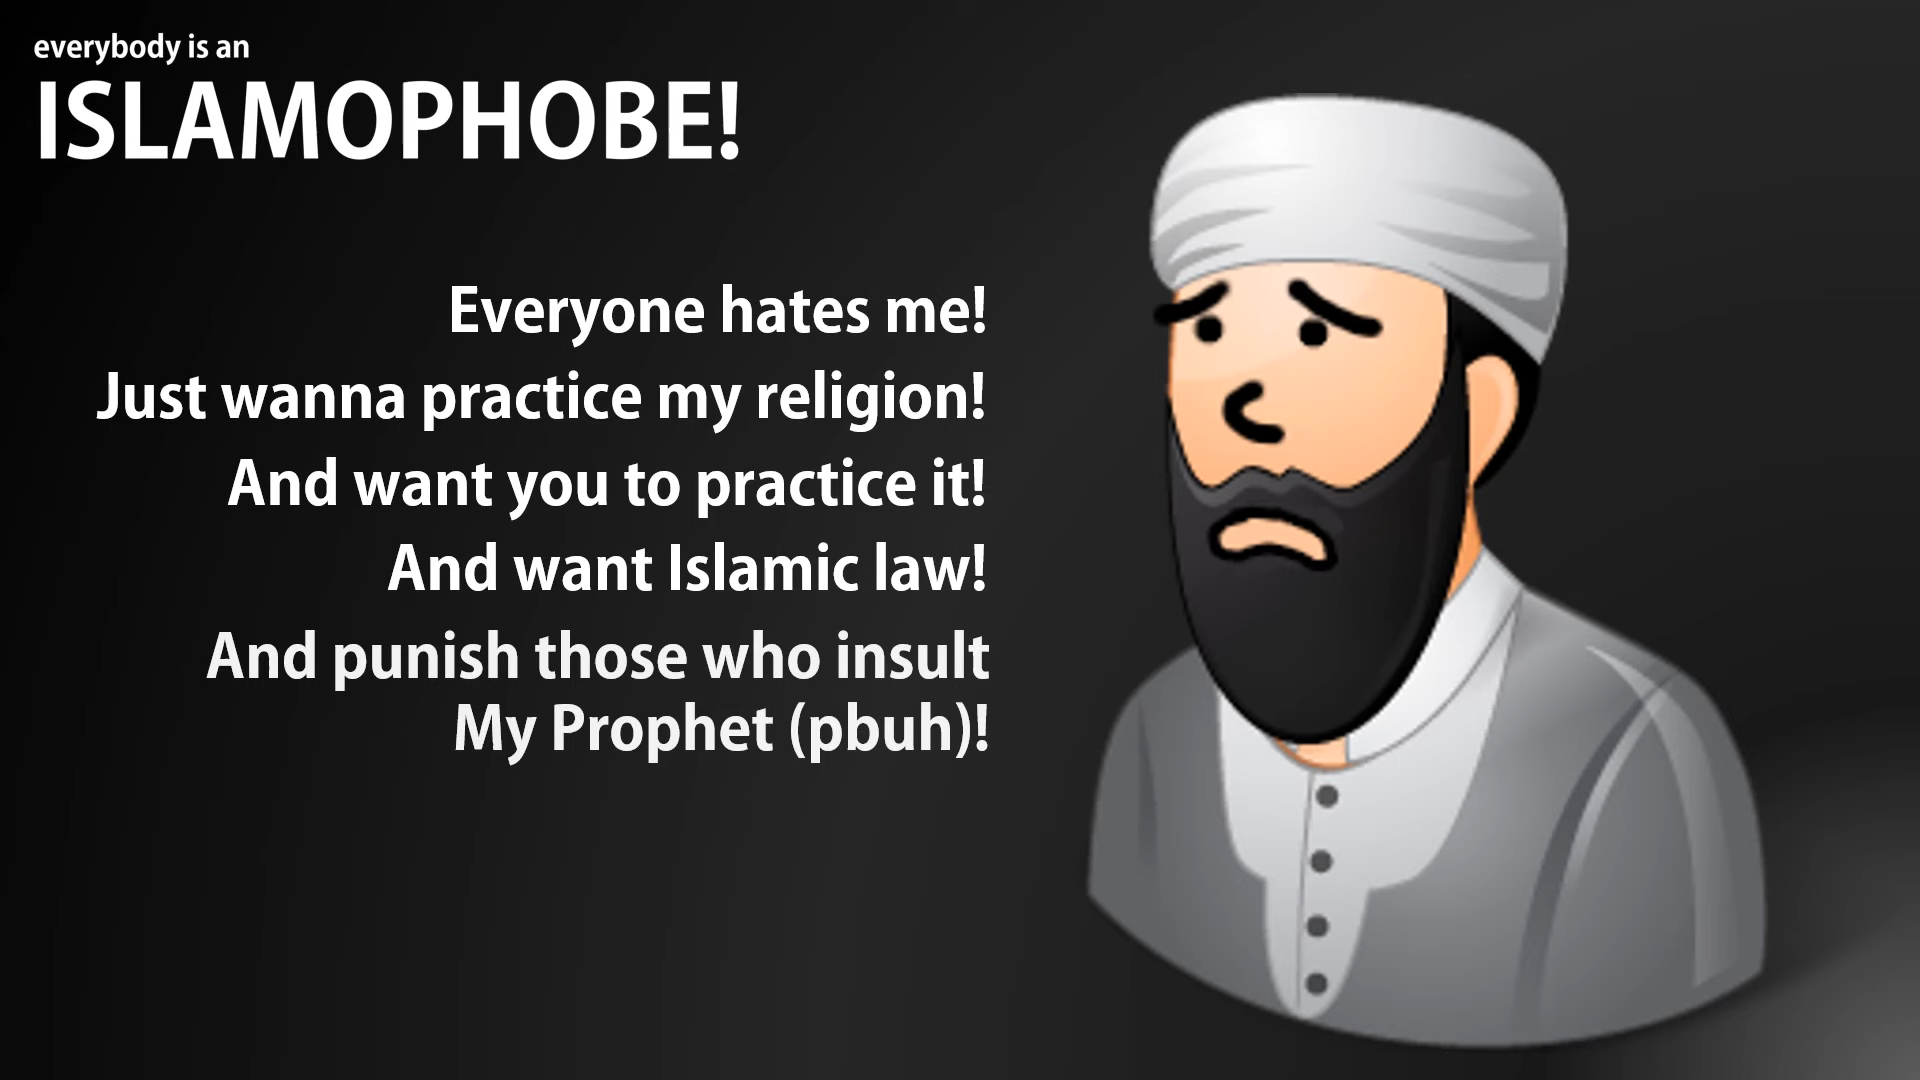 everybody is an
ISLAMOPHOBE!
Everyone hates me!
Just wanna practice my religion!
And want you to practice it!
And want Islamic law!
And punish those who insult
My Prophet (pbuh)!